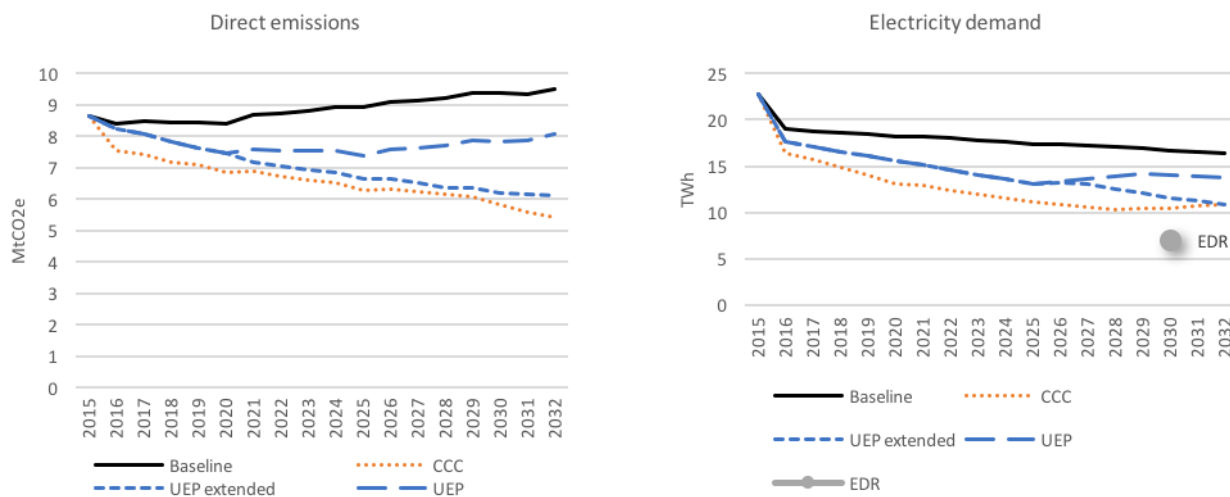 Direct emissions
MtCO2e
10
9
8
7
6
5
4
3
2
1
0
2015 2016 2017 2018 2019 2020 2021 2022 2023 2024 2025 2026 2027 2028 2029 2030 2031 2032
Baseline CCC
UEP extended UEP
Electricity demand
TWh
25
20
15
10
5
0
EDR
2015 2016 2017 2018 2019 2020 2021 2022 2023 2024 2025 2026 2027 2028 2029 2030 2031 2032
Baseline CCC
UEP extended UEP
EDR